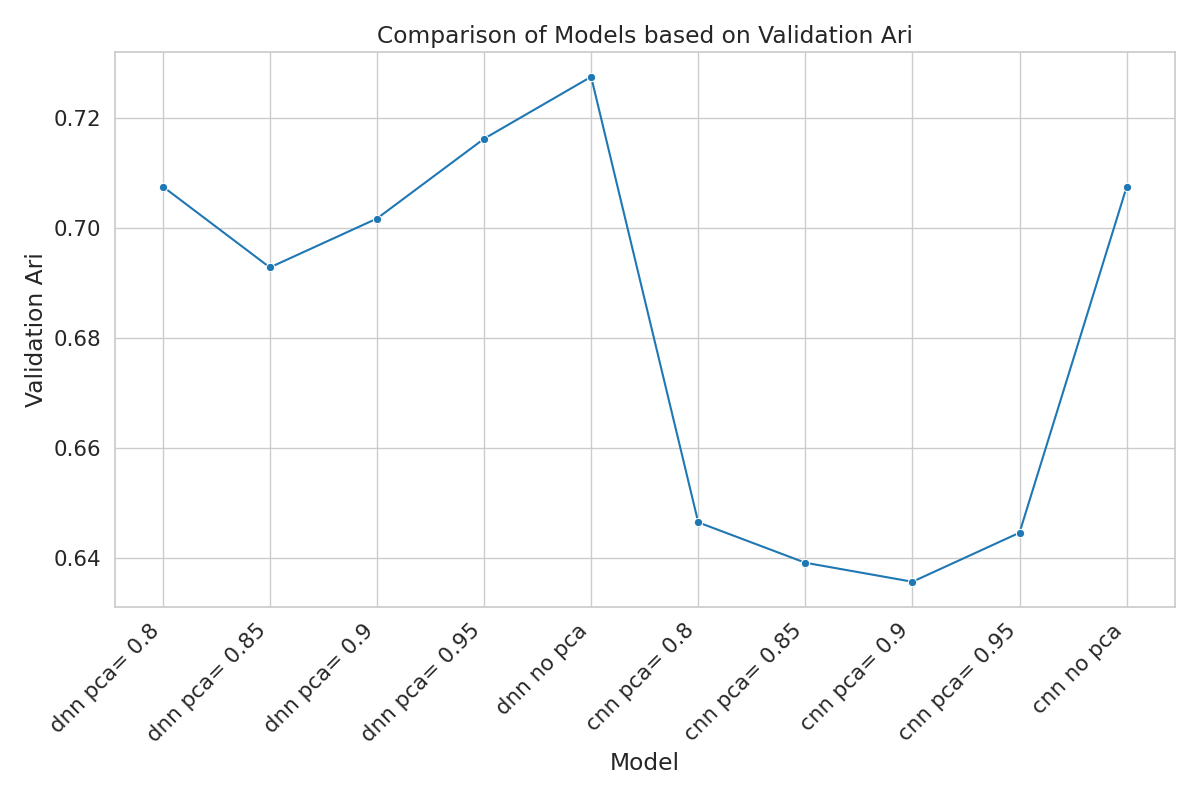 Comparison of Models based on Validation Ari
Validation Ari
0.72
0.70
0.68
0.66
0.64
dnn pca= 0.8
dnn pca= 0.85
dnn pca= 0.9
dnn pca= 0.95
dnn no pca
cnn pca= 0.8
cnn pca= 0.85
cnn pca= 0.9
cnn pca= 0.95
cnn no pca
Model